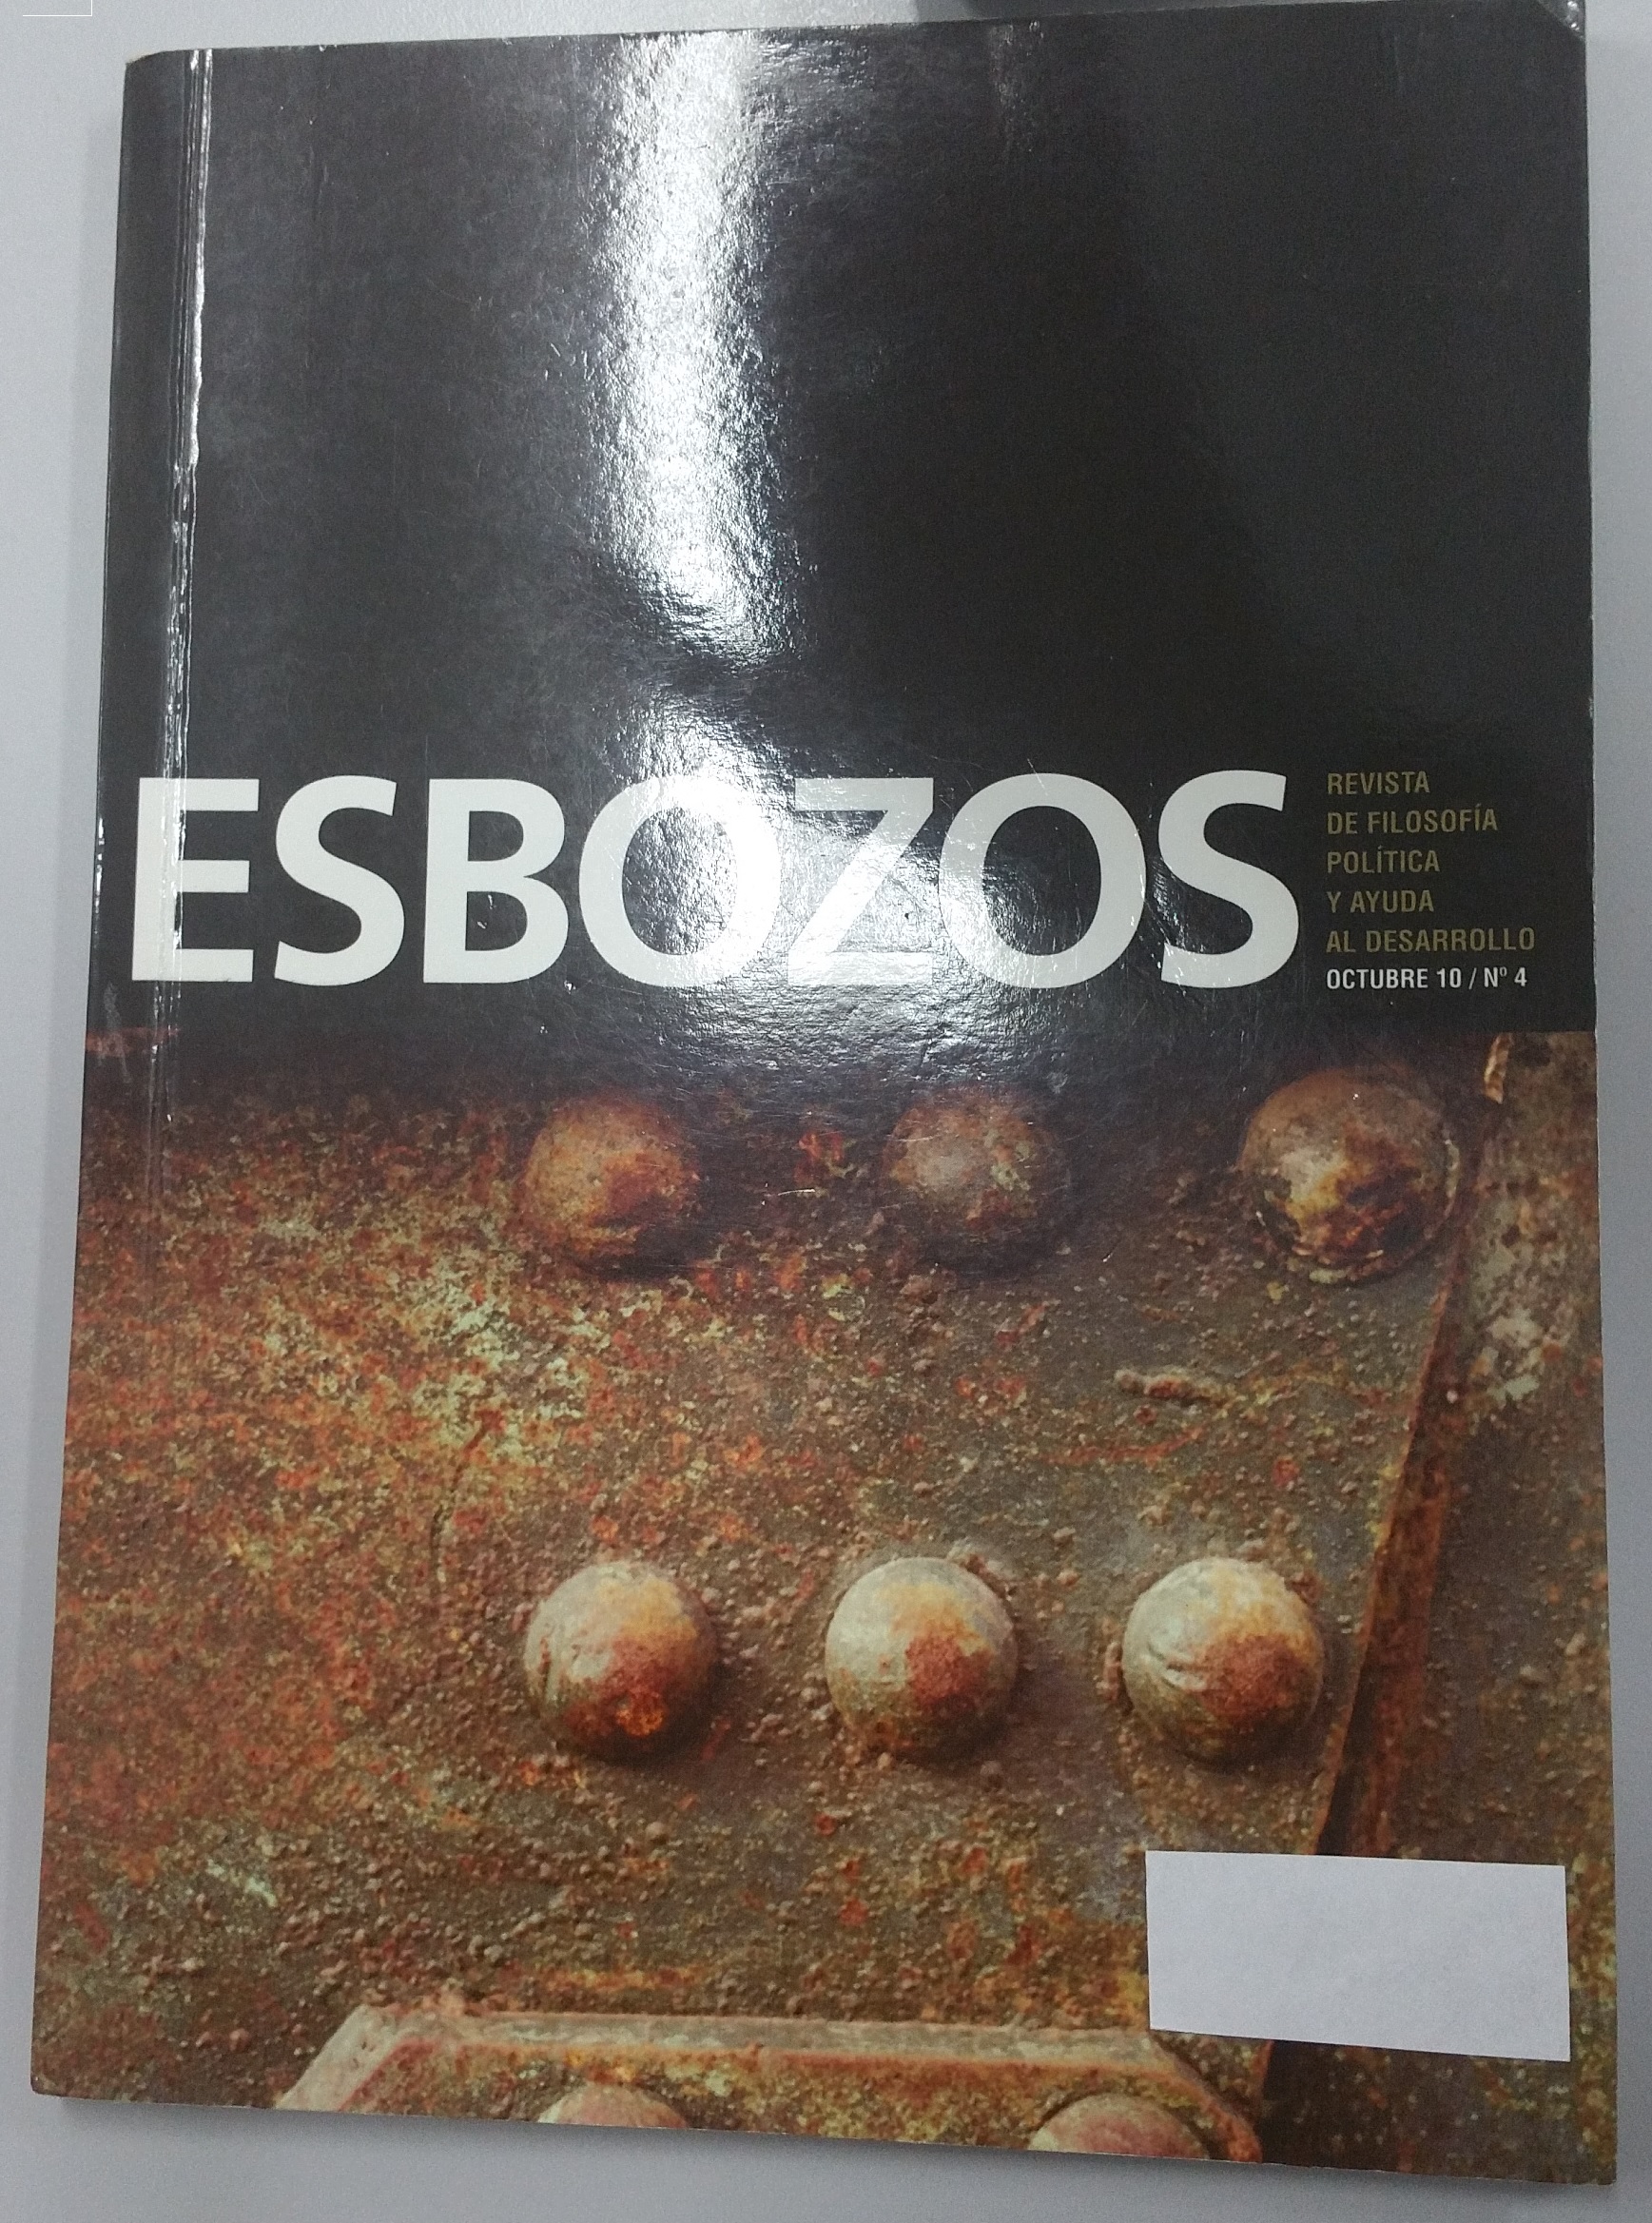 ESBOZOS
REVISTA
DE FILOSOFÍA
POLÍTICA
Y AYUDA
AL DESARROLLO
OCTUBRE 10 / Nº 4